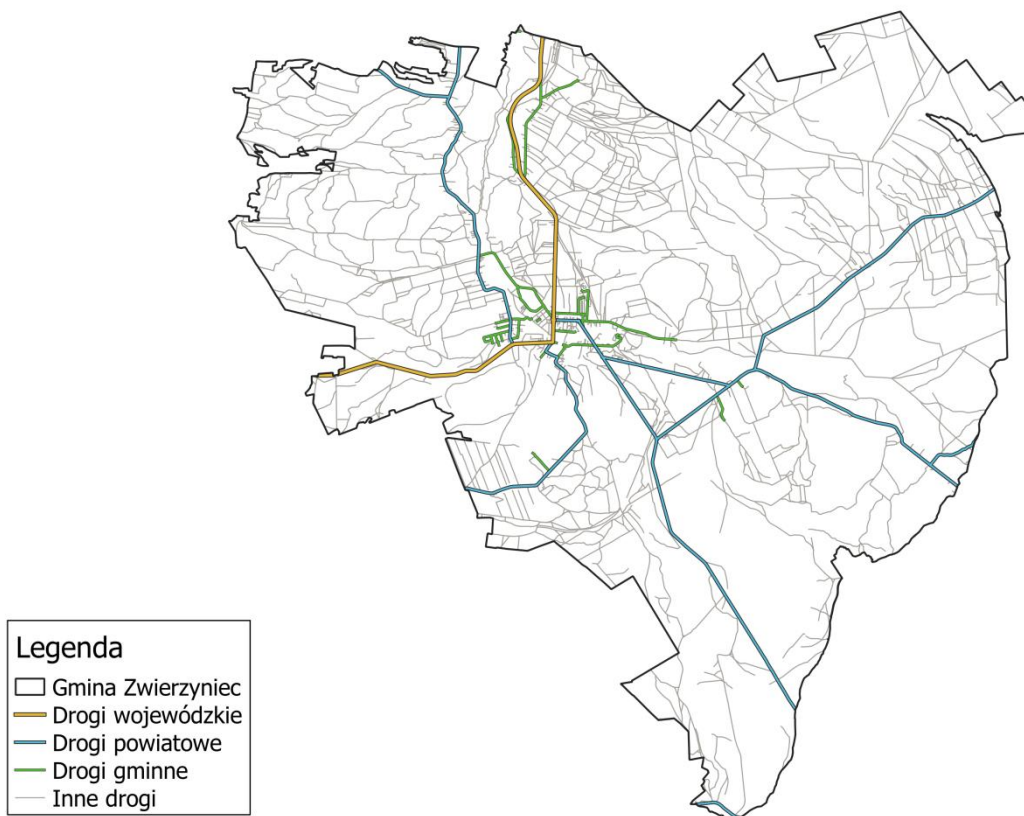 Legenda
Gmina Zwierzyniec
Drogi wojewódzkie
Drogi powiatowe
Drogi gminne
Inne drogi